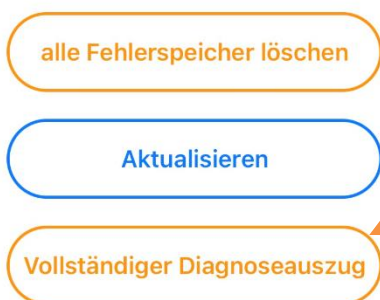 alle Fehlerspeicher löschen
Aktualisieren
Vollständiger Diagnoseauszug